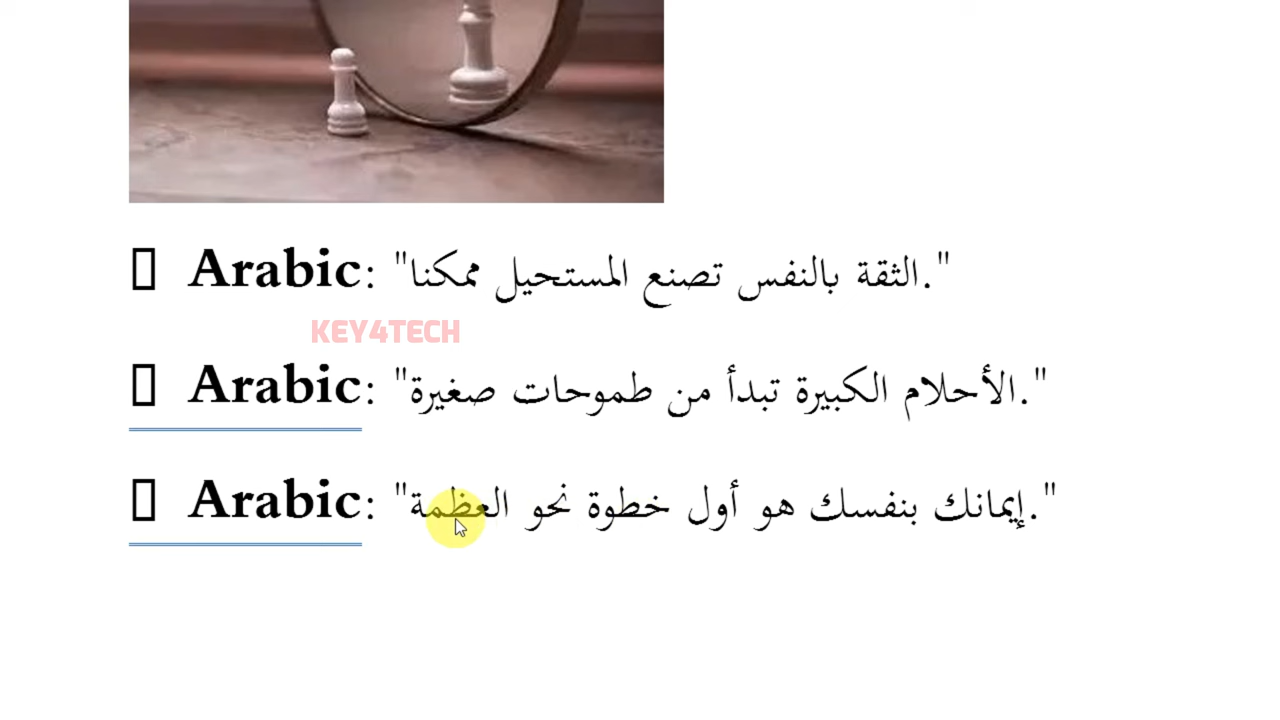 Arabic: "الثقة بالنفس تصنع المستحيل ممكنا."
KEY4TECH
Arabic: "الأحلام الكبيرة تبدأ من طموحات صغيرة."
Arabic: "إيمانك بنفسك هو أول خطوة نحو العظمة."